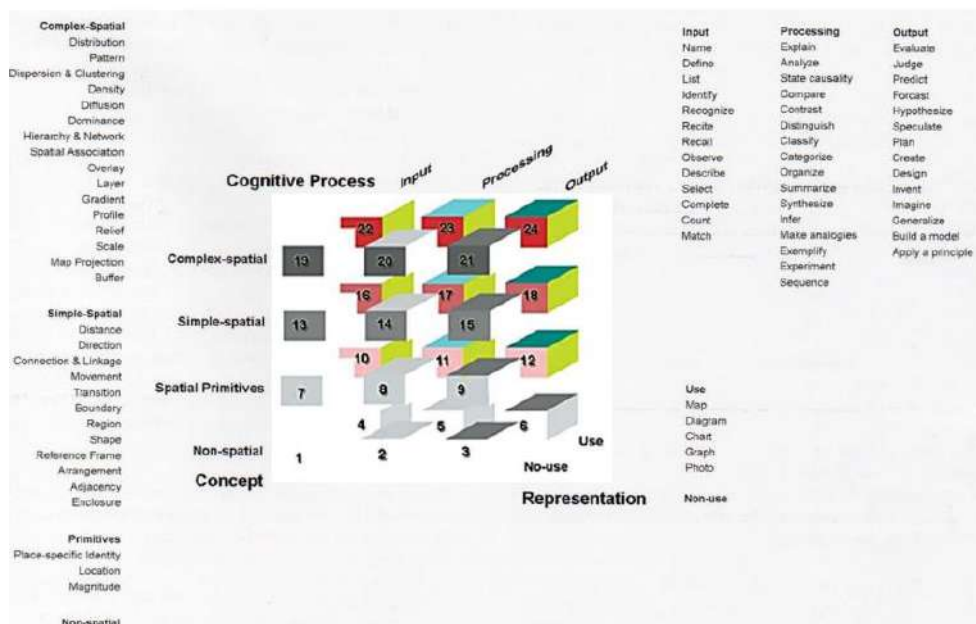 Complex-Spatial
Distribution
Pattern
Dispersion & Clustering
Density
Diffusion
Dominance
Hierarchy & Network
Spatial Association
Overlay
Layer
Gradient
Profile
Relief
Scale
Map Projection
Buffer
Simple-Spatial
Distance
Direction
Connection & Linkage
Movement
Transition
Boundary
Region
Shape
Reference Frame
Arrangement
Adjacency
Enclosure
Primitives
Place-specific Identity
Location
Magnitude
Non-spatial
Cognitive Process
Input
Processing
Output
22
23
24
Complex-spatial
19
20
21
16
17
18
Simple-spatial
13
14
15
10
11
12
Spatial Primitives
7
8
9
4
5
6
Use
Non-spatial
1
2
3
No-use
Concept
Representation
Input
Name
Define
List
Identify
Recognize
Recite
Recall
Observe
Describe
Select
Complete
Count
Match
Processing
Explain
Analyze
State causality
Compare
Contrast
Distinguish
Classify
Categorize
Organize
Summarize
Synthesize
Infer
Make analogies
Exemplify
Experiment
Sequence
Output
Evaluate
Judge
Predict
Forcast
Hypothesize
Speculate
Plan
Create
Design
Invent
Imagine
Generalize
Build a model
Apply a principle
Use
Map
Diagram
Chart
Graph
Photo
Non-use